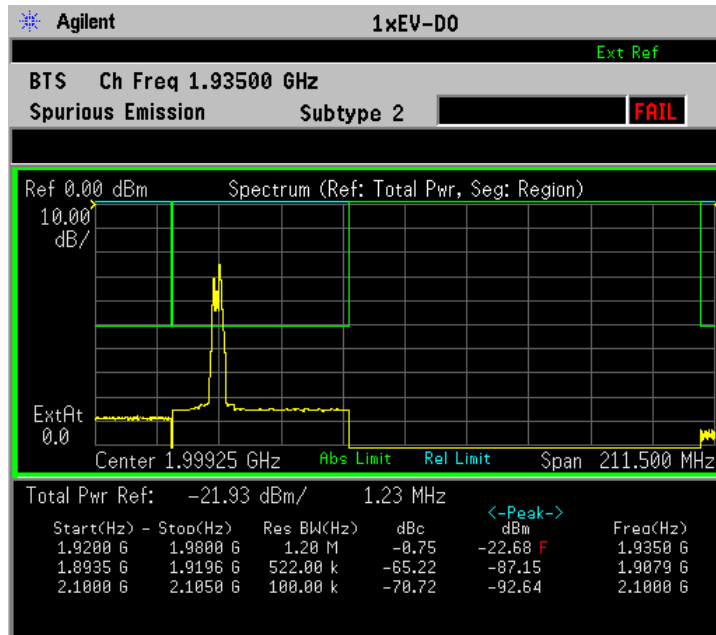 Agilent 1xEV-DO
Ext Ref
BTS Ch Freq 1.93500 GHz
Spurious Emission Subtype 2 FAIL
Ref 0.00 dBm Spectrum (Ref: Total Pwr, Seg: Region)
10.00
dB/
ExtAt
0.0
Center 1.99925 GHz Abs Limit Rel Limit Span 211.500 MHz
Total Pwr Ref: -21.93 dBm/ 1.23 MHz
<-Peak->
Start(Hz) - Stop(Hz) Res BW(Hz) dBc dBm Freq(Hz)
1.9200 G 1.9800 G 1.20 M -0.75 -22.68 F 1.9350 G
1.8935 G 1.9196 G 522.00 k -65.22 -87.15 1.9079 G
2.1000 G 2.1050 G 100.00 k -70.72 -92.64 2.1000 G